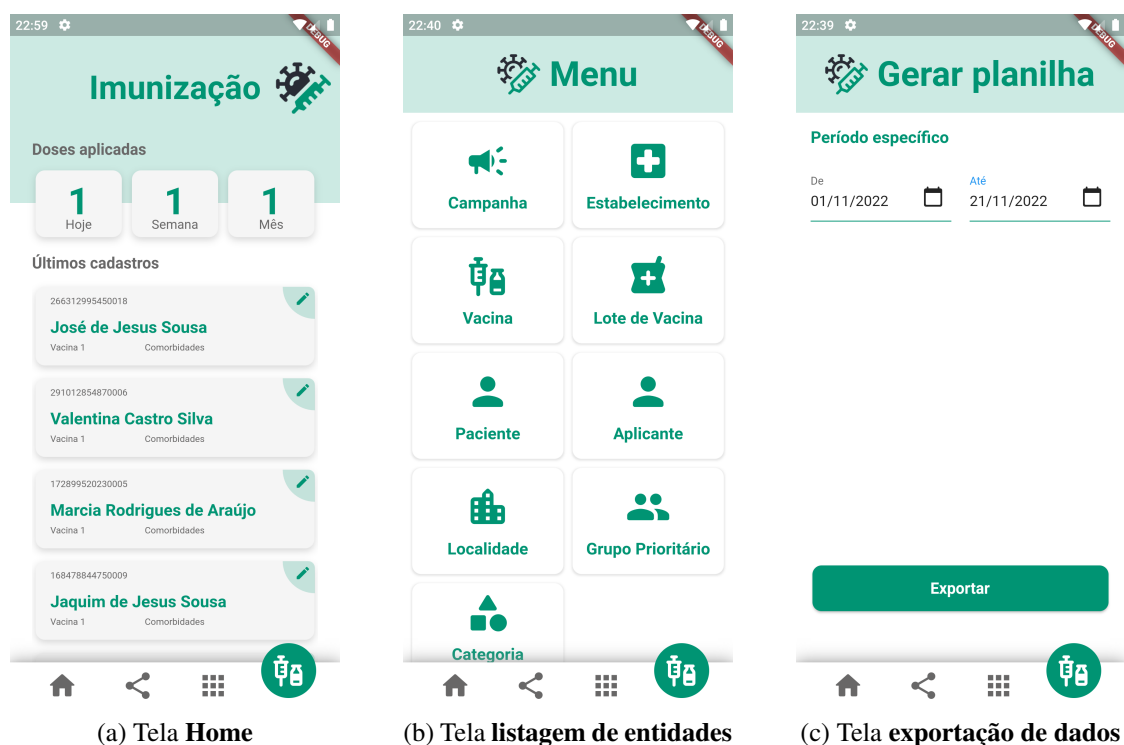 22:59
DEBUG
Imunização
Doses aplicadas
1
Hoje
1
Semana
1
Mês
Últimos cadastros
266312995450018
José de Jesus Sousa
Vacina 1 Comorbidades
291012854870006
Valentina Castro Silva
Vacina 1 Comorbidades
172899520230005
Marcia Rodrigues de Araújo
Vacina 1 Comorbidades
168478844750009
Jaquim de Jesus Sousa
Vacina 1 Comorbidades
(a) Tela Home
22:40
DEBUG
Menu
Campanha
Estabelecimento
Vacina
Lote de Vacina
Paciente
Aplicante
Localidade
Grupo Prioritário
Categoria
(b) Tela listagem de entidades
22:39
DEBUG
Gerar planilha
Período específico
De
01/11/2022
Até
21/11/2022
Exportar
(c) Tela exportação de dados